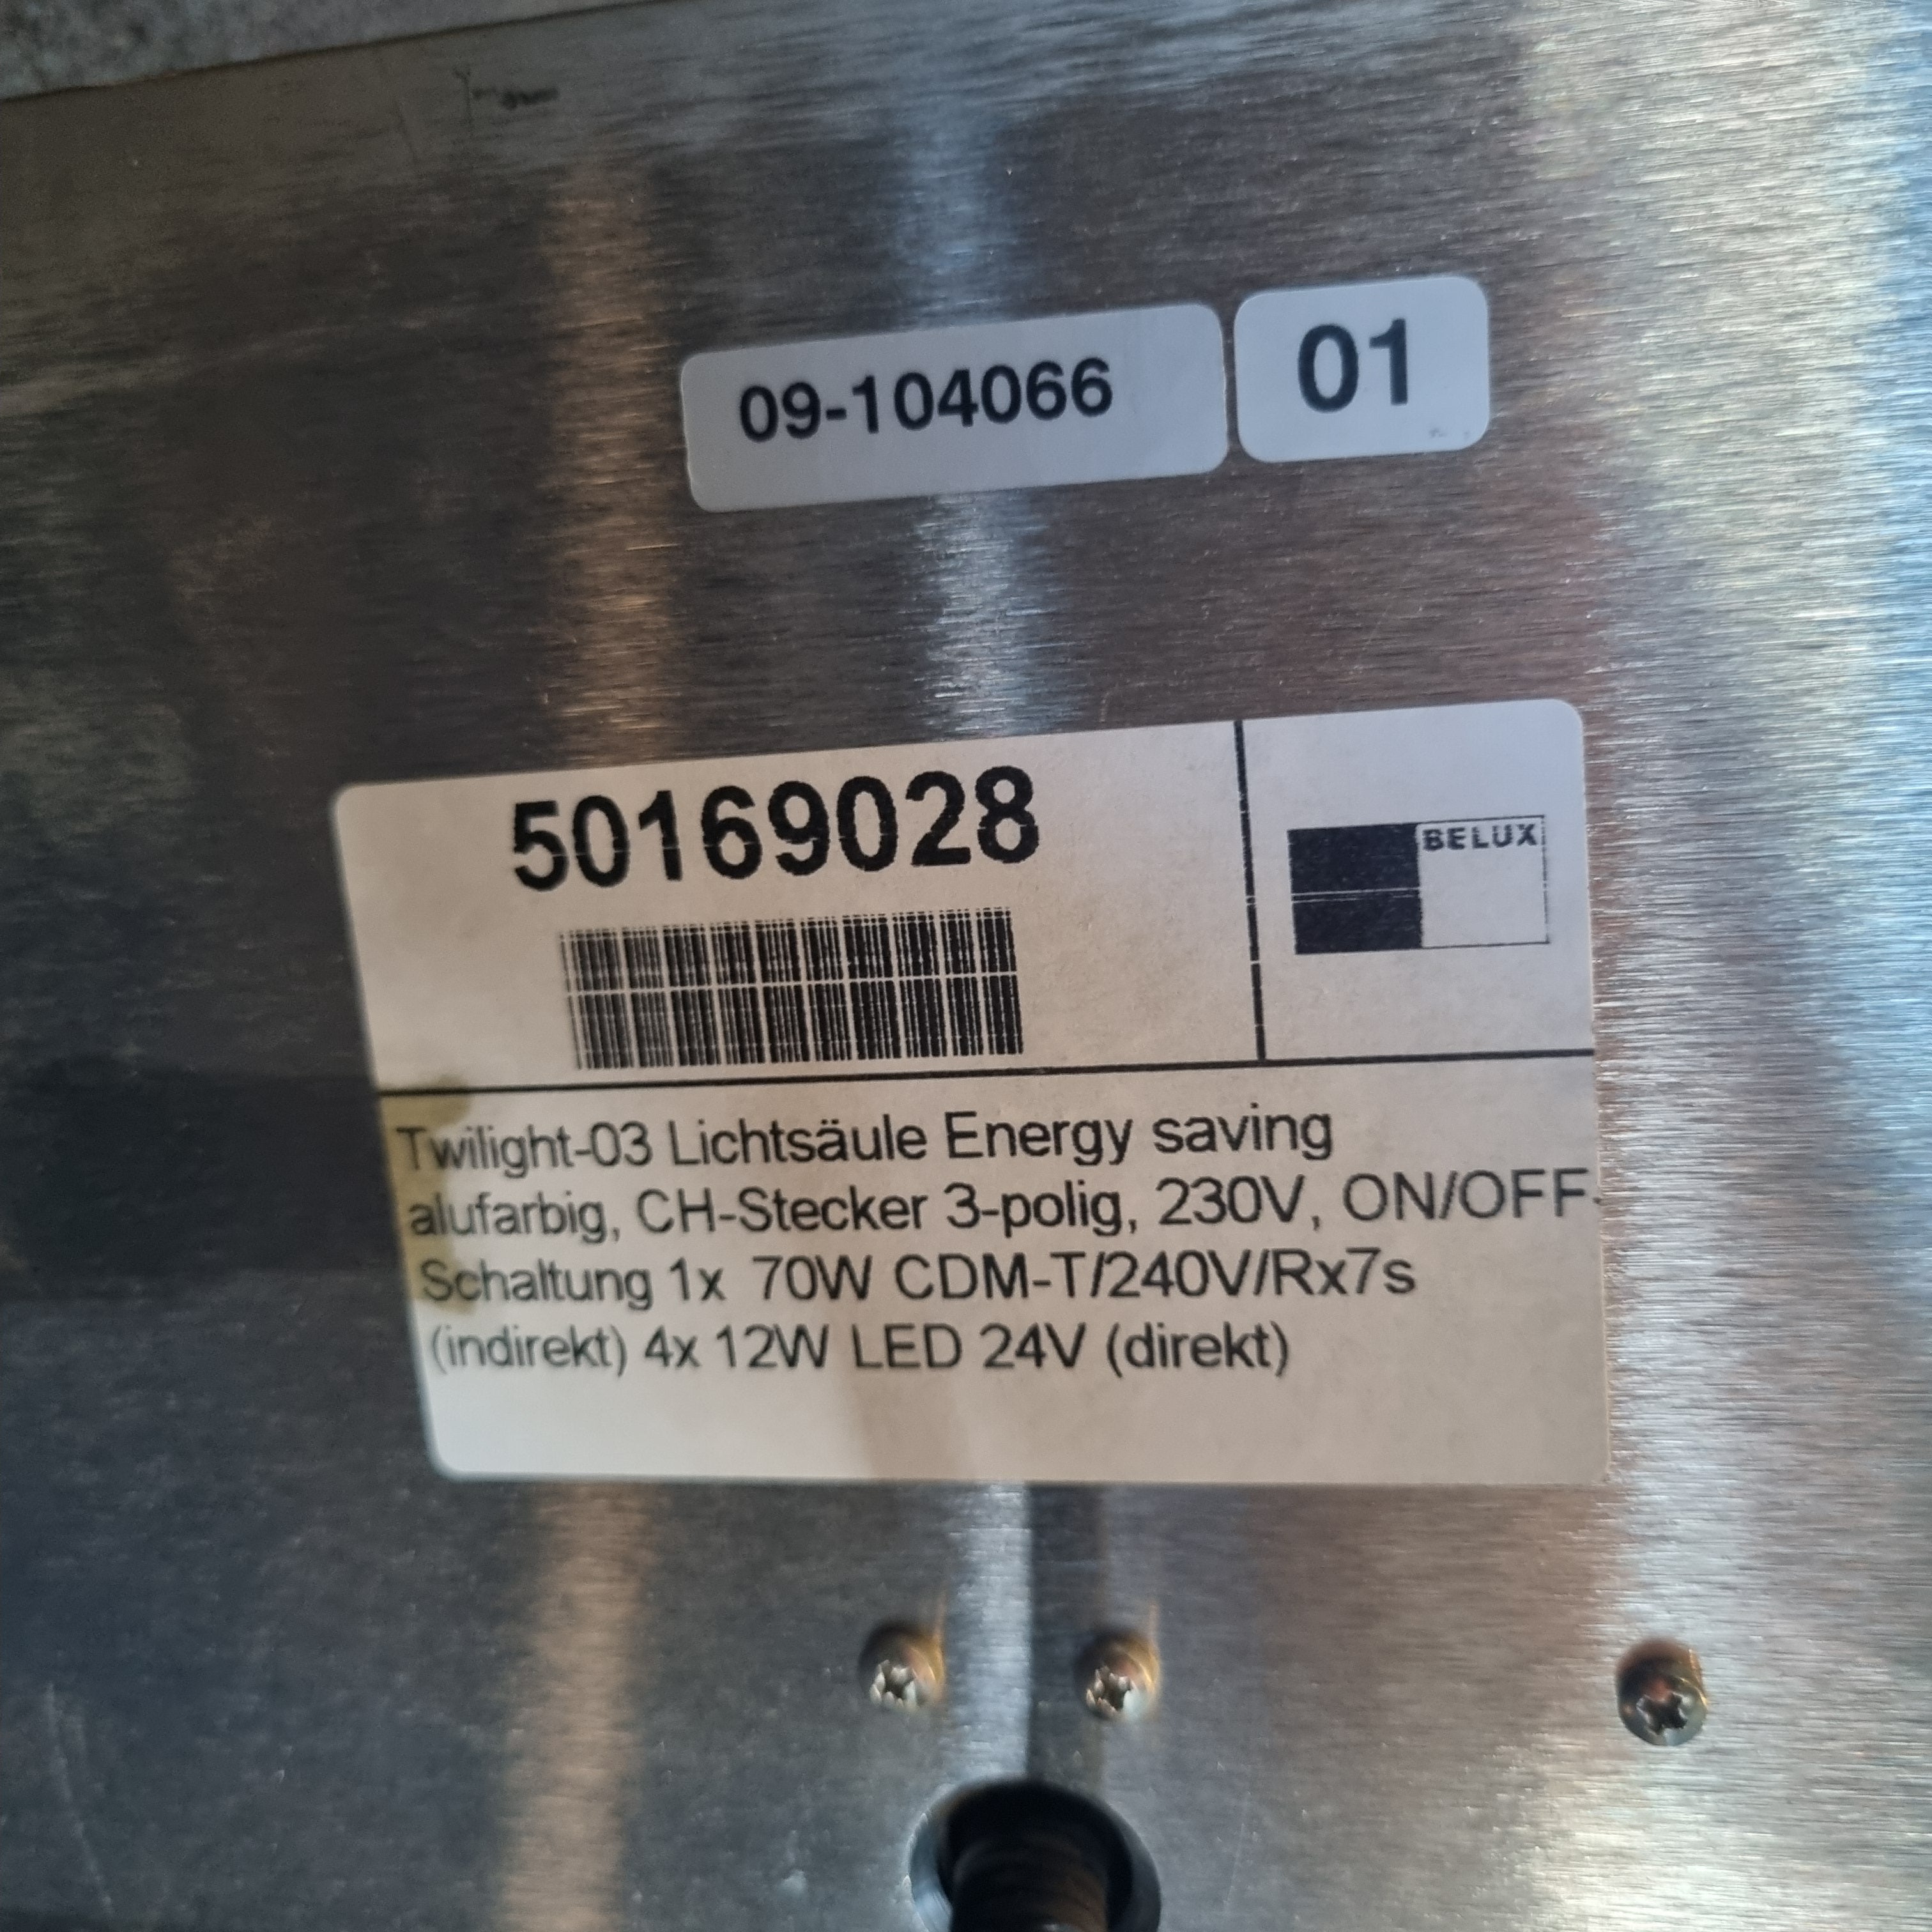 09-104066
01
50169028
BELUX
Twilight-03 Lichtsäule Energy saving
alufarbig, CH-Stecker 3-polig, 230V, ON/OFF-
Schaltung 1x 70W CDM-T/240V/Rx7s
(indirekt) 4x 12W LED 24V (direkt)